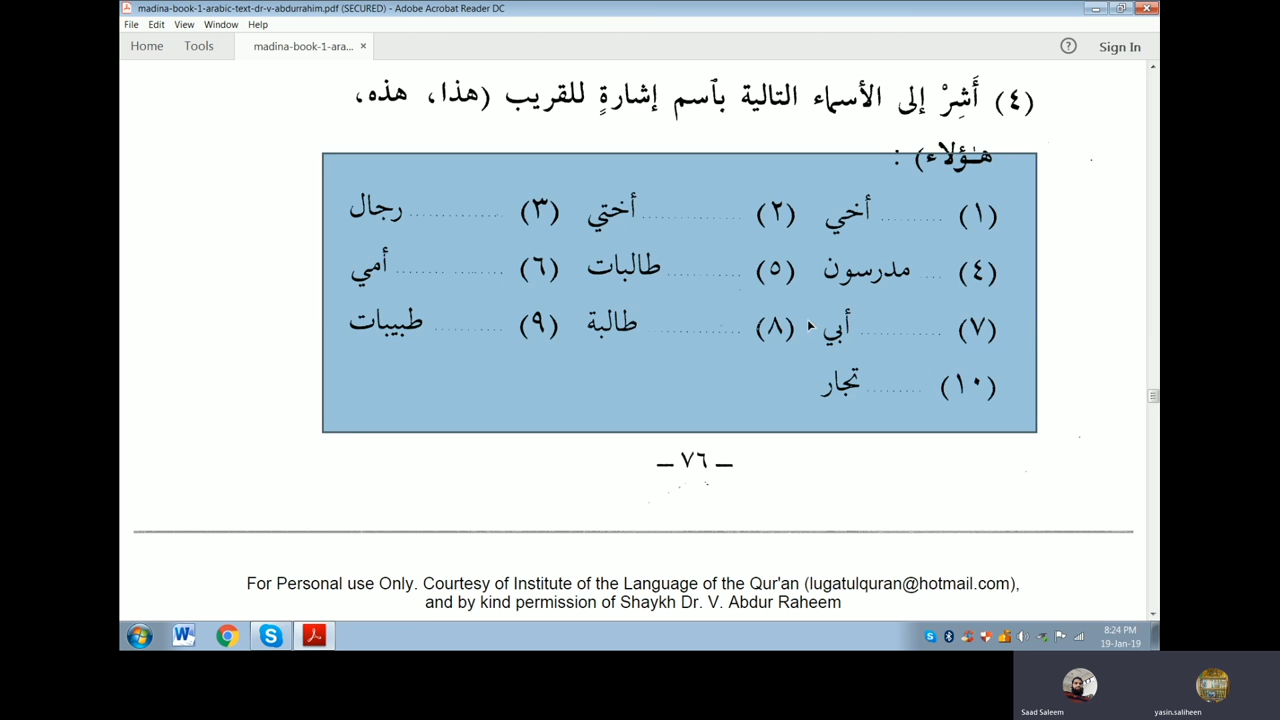 madina-book-1-arabic-text-dr-v-abdurrahim.pdf (SECURED) - Adobe Acrobat Reader DC
File Edit View Window Help
Home Tools madina-book-1-ara... × ? Sign In
(٤) أَشِرْ إلى الأسماء التالية بٱسم إشارةٍ للقريب (هذا، هذه،
هـٰؤلاء) :
(١) ......... أخي (٢) ............... أختي (٣) ............... رجال
(٤) .... مدرسون (٥) ............ طالبات (٦) ................. أمي
(٧) ............ أبي (٨) ............... طالبة (٩) ........... طبيبات
(١٠) ......... تجار
– ٧٦ –
For Personal use Only. Courtesy of Institute of the Language of the Qur'an (lugatulquran@hotmail.com),
and by kind permission of Shaykh Dr. V. Abdur Raheem
8:24 PM
19-Jan-19
Saad Saleem yasin.saliheen